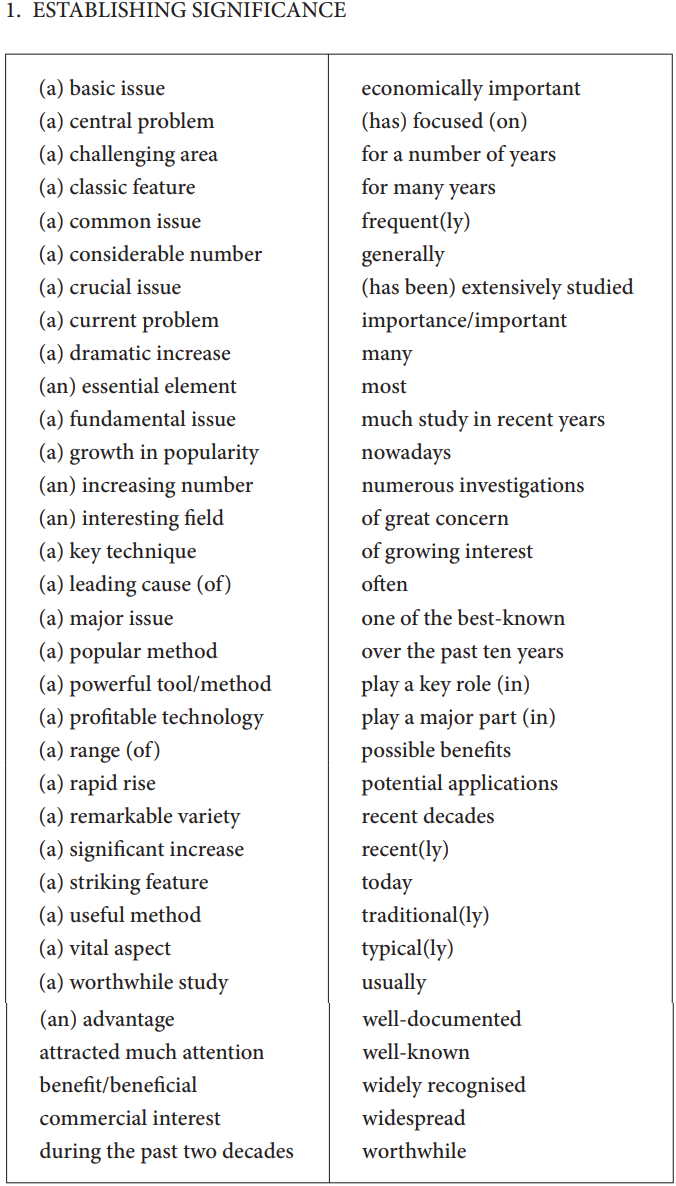 1. ESTABLISHING SIGNIFICANCE
(a) basic issue
(a) central problem
(a) challenging area
(a) classic feature
(a) common issue
(a) considerable number
(a) crucial issue
(a) current problem
(a) dramatic increase
(an) essential element
(a) fundamental issue
(a) growth in popularity
(an) increasing number
(an) interesting field
(a) key technique
(a) leading cause (of)
(a) major issue
(a) popular method
(a) powerful tool/method
(a) profitable technology
(a) range (of)
(a) rapid rise
(a) remarkable variety
(a) significant increase
(a) striking feature
(a) useful method
(a) vital aspect
(a) worthwhile study
(an) advantage
attracted much attention
benefit/beneficial
commercial interest
during the past two decades
economically important
(has) focused (on)
for a number of years
for many years
frequent(ly)
generally
(has been) extensively studied
importance/important
many
most
much study in recent years
nowadays
numerous investigations
of great concern
of growing interest
often
one of the best-known
over the past ten years
play a key role (in)
play a major part (in)
possible benefits
potential applications
recent decades
recent(ly)
today
traditional(ly)
typical(ly)
usually
well-documented
well-known
widely recognised
widespread
worthwhile